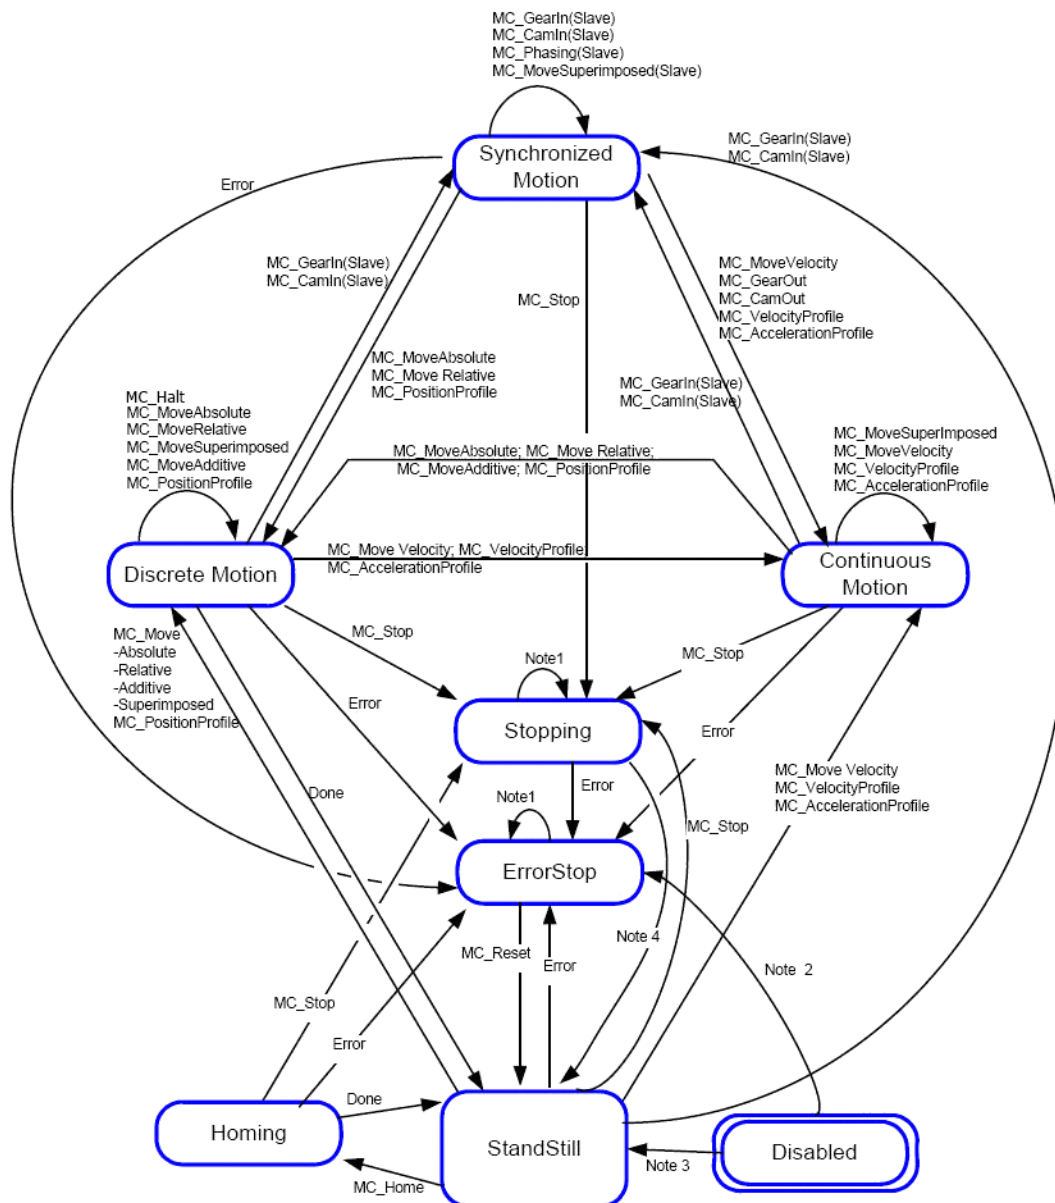 MC_GearIn(Slave)
MC_CamIn(Slave)
MC_Phasing(Slave)
MC_MoveSuperimposed(Slave)
MC_GearIn(Slave)
MC_CamIn(Slave)
Synchronized
Motion
Error
MC_GearIn(Slave)
MC_CamIn(Slave)
MC_Stop
MC_MoveVelocity
MC_GearOut
MC_CamOut
MC_VelocityProfile
MC_AccelerationProfile
MC_MoveAbsolute
MC_Move Relative
MC_PositionProfile
MC_GearIn(Slave)
MC_CamIn(Slave)
MC_Halt
MC_MoveAbsolute
MC_MoveRelative
MC_MoveSuperimposed
MC_MoveAdditive
MC_PositionProfile
MC_MoveAbsolute; MC_Move Relative;
MC_MoveAdditive; MC_PositionProfile
MC_MoveSuperImposed
MC_MoveVelocity
MC_VelocityProfile
MC_AccelerationProfile
Discrete Motion
MC_Move Velocity; MC_VelocityProfile;
MC_AccelerationProfile
Continuous
Motion
MC_Move
-Absolute
-Relative
-Additive
-Superimposed
MC_PositionProfile
MC_Stop
Note1
MC_Stop
Error
Stopping
Error
Done
Error
Note1
MC_Move Velocity
MC_VelocityProfile
MC_AccelerationProfile
MC_Stop
ErrorStop
Note 4
MC_Reset
Error
Note 2
MC_Stop
Error
Done
Homing
StandStill
Disabled
Note 3
MC_Home